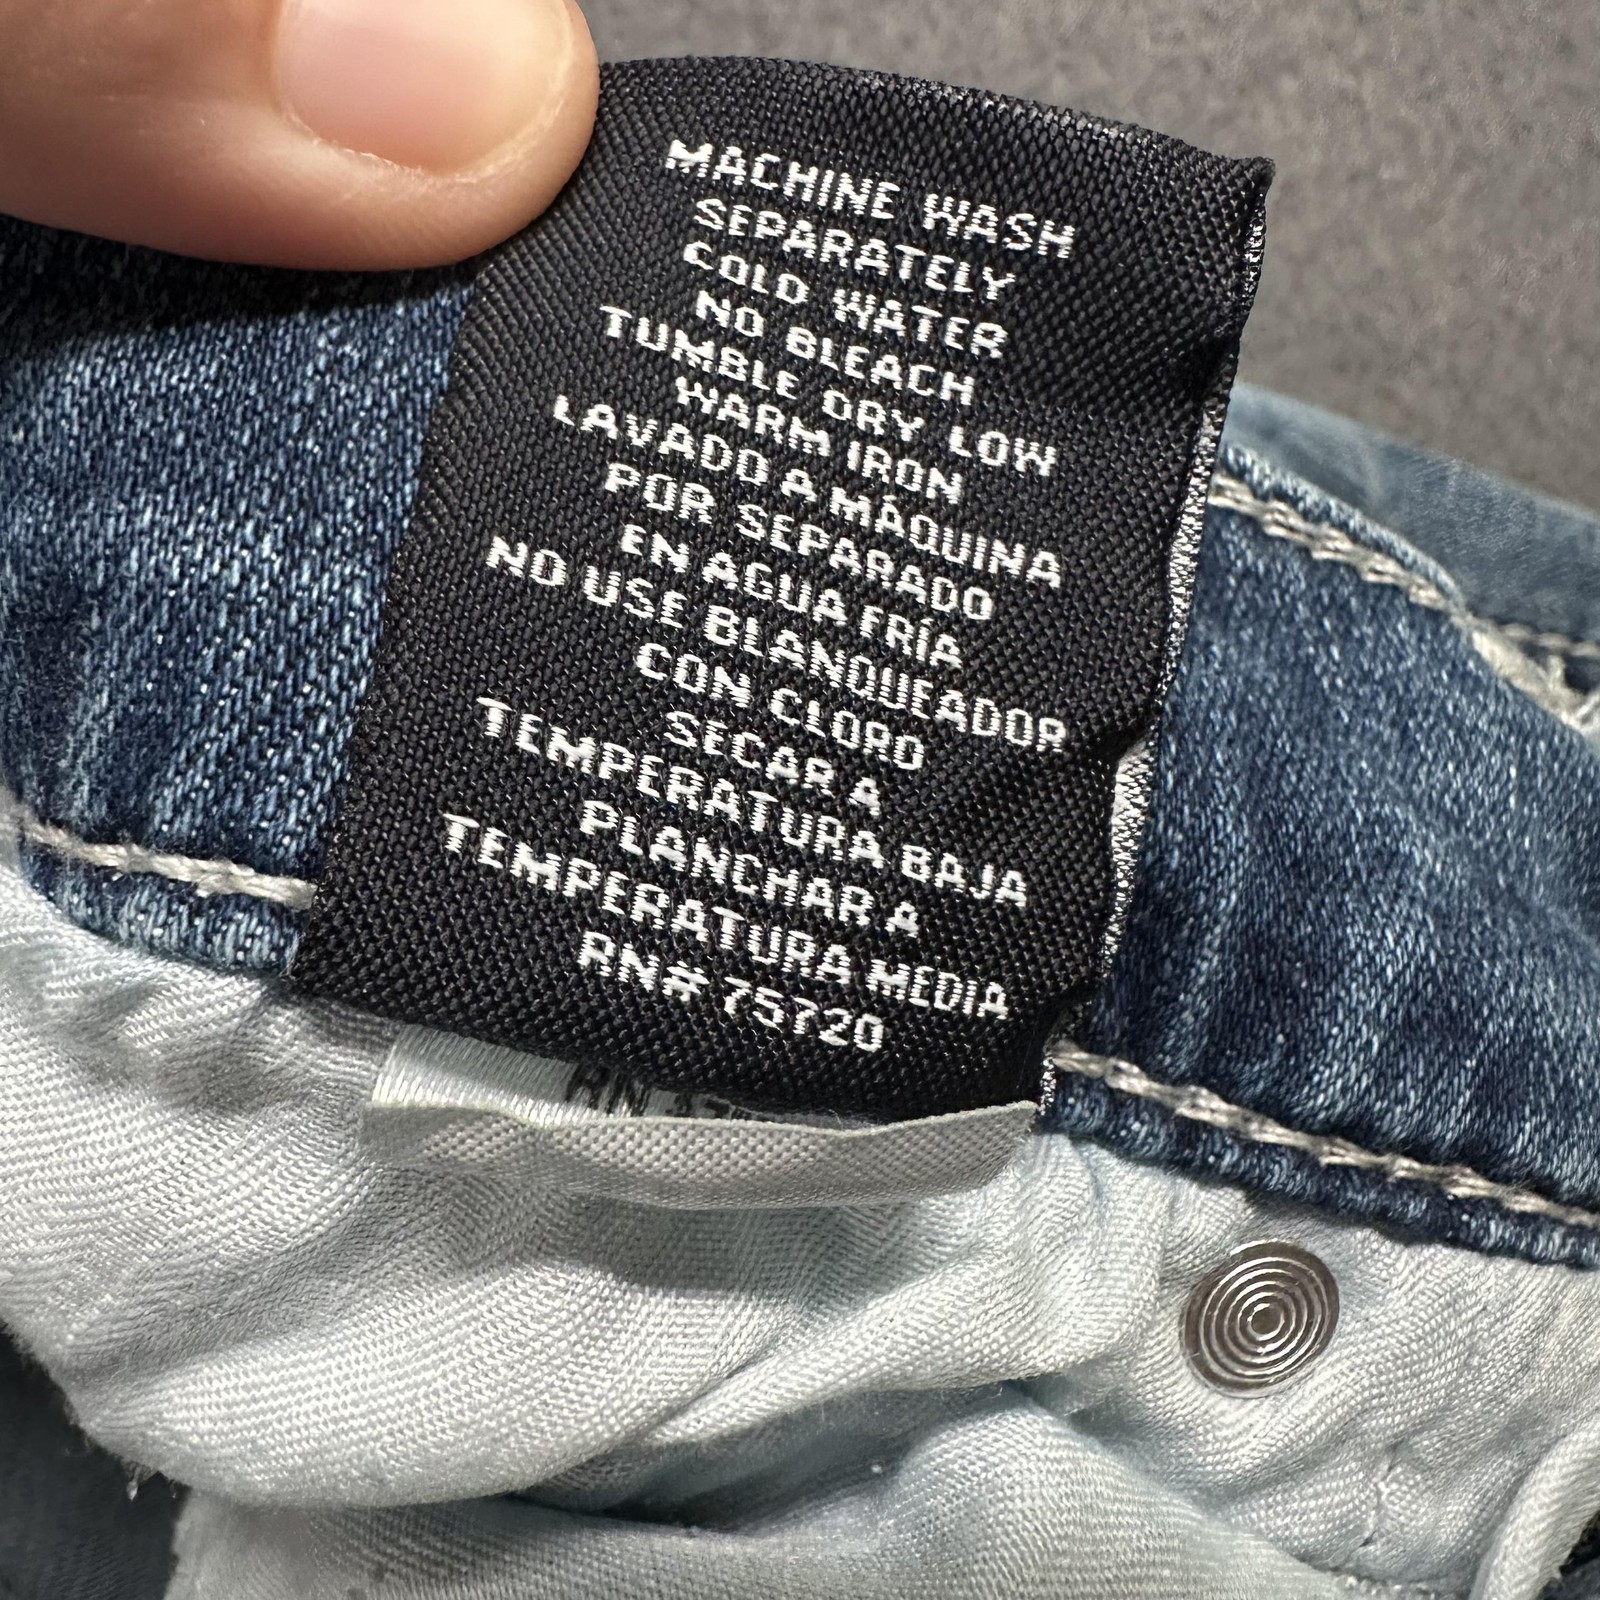 MACHINE WASH
SEPARATELY
COLD WATER
NO BLEACH
TUMBLE DRY LOW
WARM IRON
LAVADO A MÁQUINA
POR SEPARADO
EN AGUA FRÍA
NO USE BLANQUEADOR
CON CLORO
SECAR A
TEMPERATURA BAJA
PLANCHAR A
TEMPERATURA MEDIA
RN# 75720